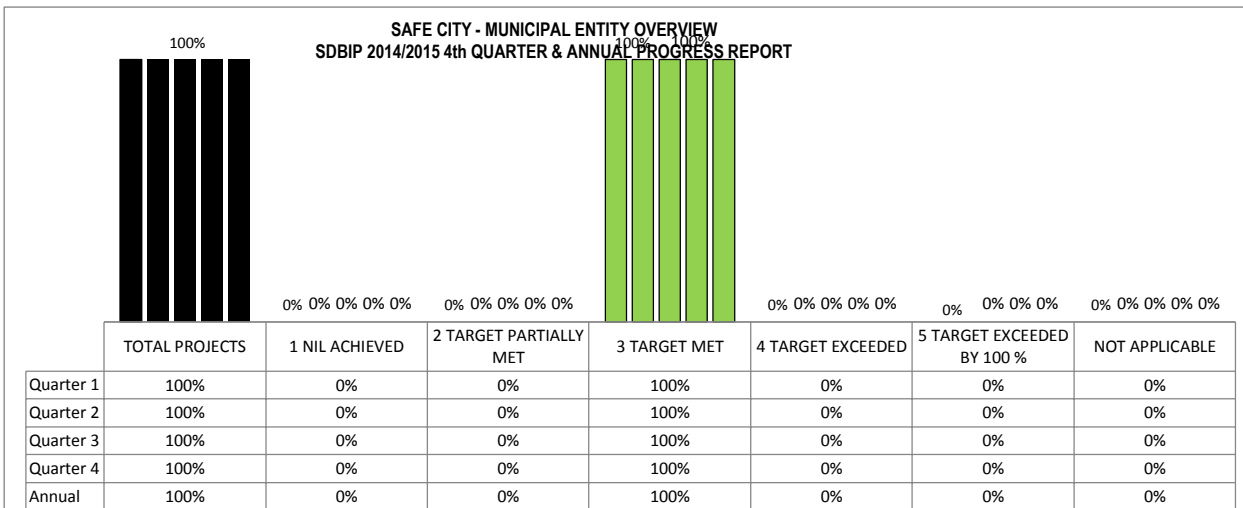 SAFE CITY - MUNICIPAL ENTITY OVERVIEW
SDBIP 2014/2015 4th QUARTER & ANNUAL PROGRESS REPORT
100% 100% 100%
0% 0% 0% 0% 0% 0% 0% 0% 0% 0% 0% 0% 0% 0% 0% 0% 0% 0% 0% 0% 0% 0% 0% 0%
TOTAL PROJECTS 1 NIL ACHIEVED 2 TARGET PARTIALLY MET 3 TARGET MET 4 TARGET EXCEEDED 5 TARGET EXCEEDED BY 100 % NOT APPLICABLE
Quarter 1 100% 0% 0% 100% 0% 0% 0%
Quarter 2 100% 0% 0% 100% 0% 0% 0%
Quarter 3 100% 0% 0% 100% 0% 0% 0%
Quarter 4 100% 0% 0% 100% 0% 0% 0%
Annual 100% 0% 0% 100% 0% 0% 0%